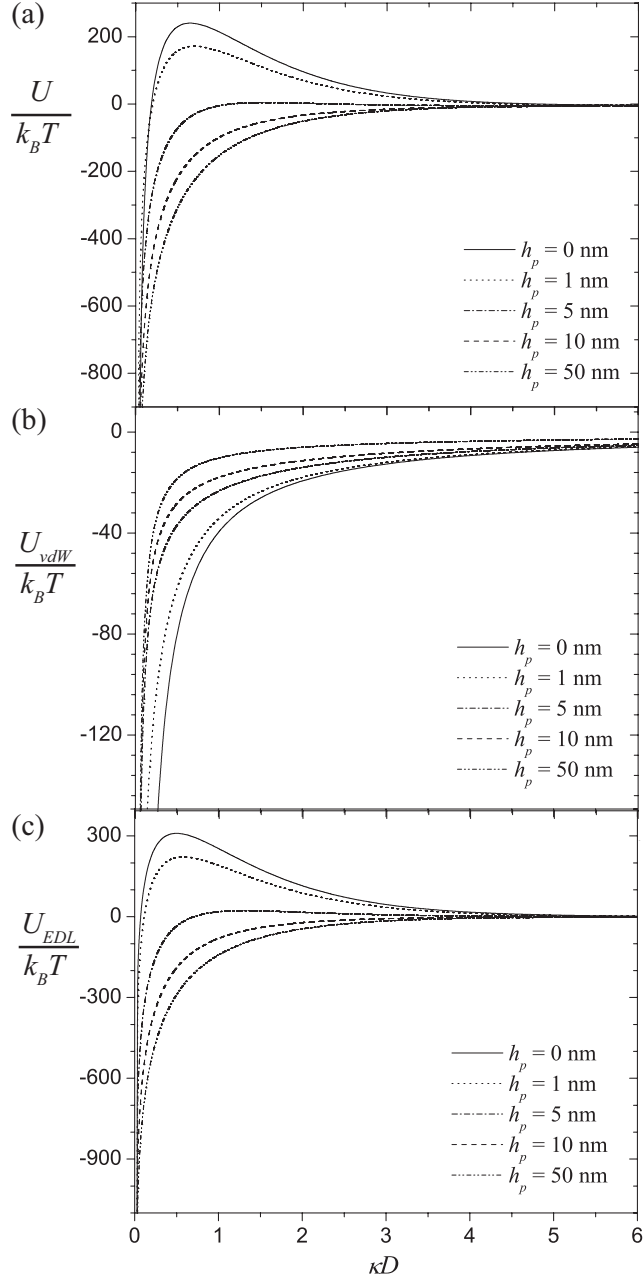 (a)
U
k_BT
200
0
-200
-400
-600
-800
h_p = 0 nm
h_p = 1 nm
h_p = 5 nm
h_p = 10 nm
h_p = 50 nm
(b)
U_vdW
k_BT
0
-40
-80
-120
h_p = 0 nm
h_p = 1 nm
h_p = 5 nm
h_p = 10 nm
h_p = 50 nm
(c)
U_EDL
k_BT
300
0
-300
-600
-900
h_p = 0 nm
h_p = 1 nm
h_p = 5 nm
h_p = 10 nm
h_p = 50 nm
0 1 2 3 4 5 6
κD